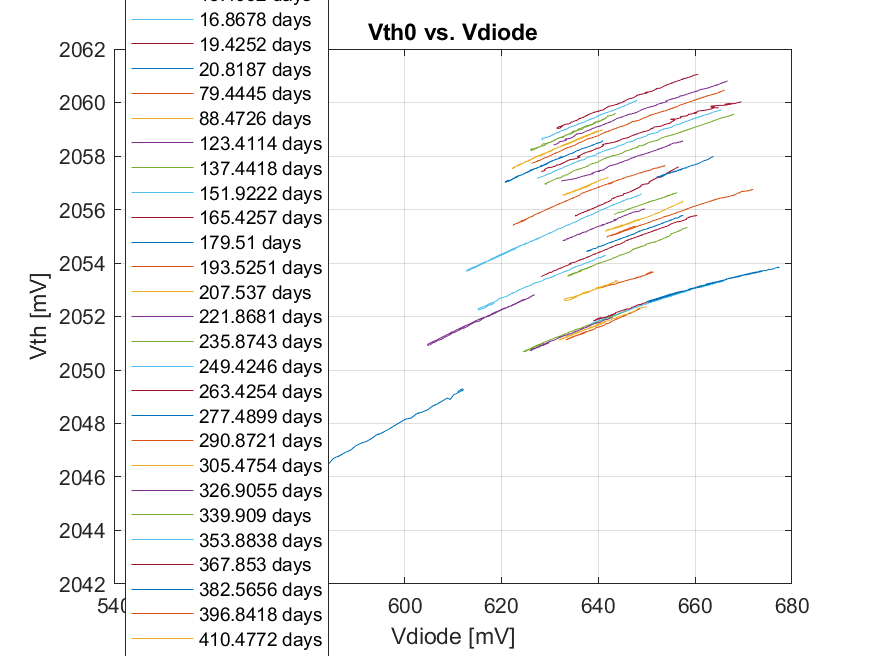 Vth0 vs. Vdiode
16.8678 days
19.4252 days
20.8187 days
79.4445 days
88.4726 days
123.4114 days
137.4418 days
151.9222 days
165.4257 days
179.51 days
193.5251 days
207.537 days
221.8681 days
235.8743 days
249.4246 days
263.4254 days
277.4899 days
290.8721 days
305.4754 days
326.9055 days
339.909 days
353.8838 days
367.853 days
382.5656 days
396.8418 days
410.4772 days
2062
2060
2058
2056
2054
2052
2050
2048
2046
2044
2042
Vth [mV]
540
600
620
640
660
680
Vdiode [mV]